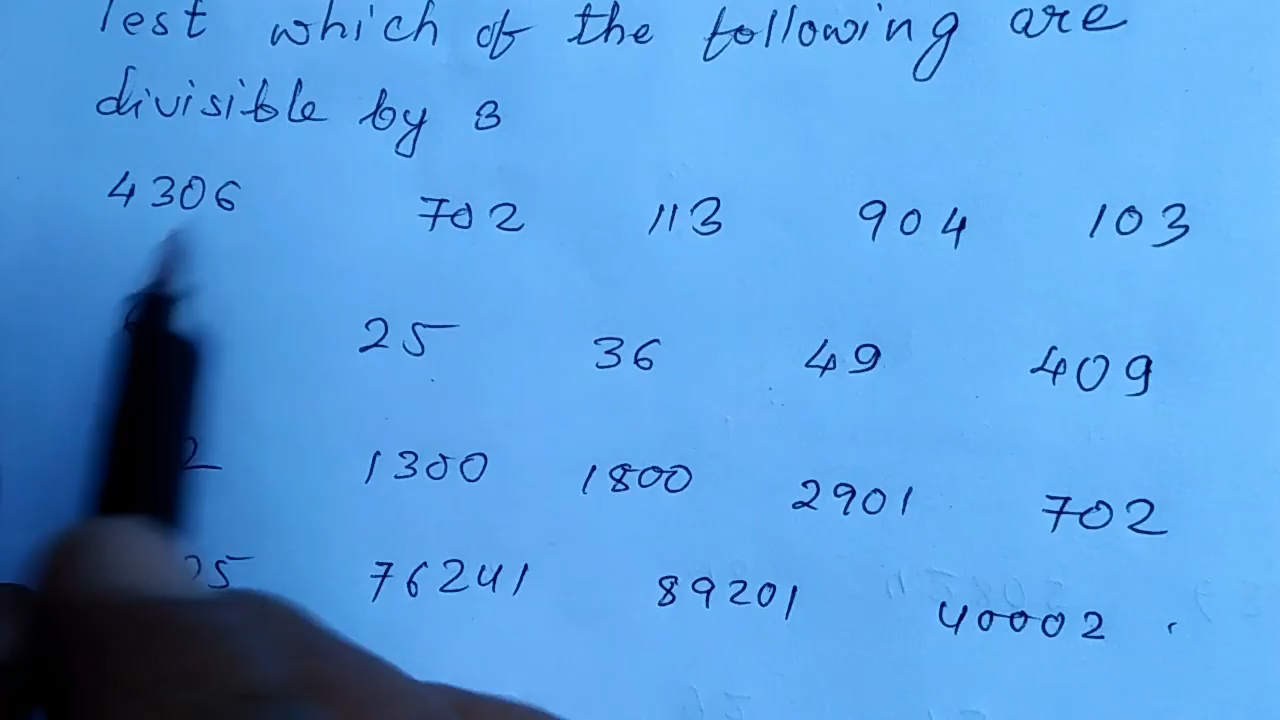 Test which of the following are
divisible by 3
4306 702 113 904 103
25 36 49 409
1300 1800 2901 702
76241 89201 40002